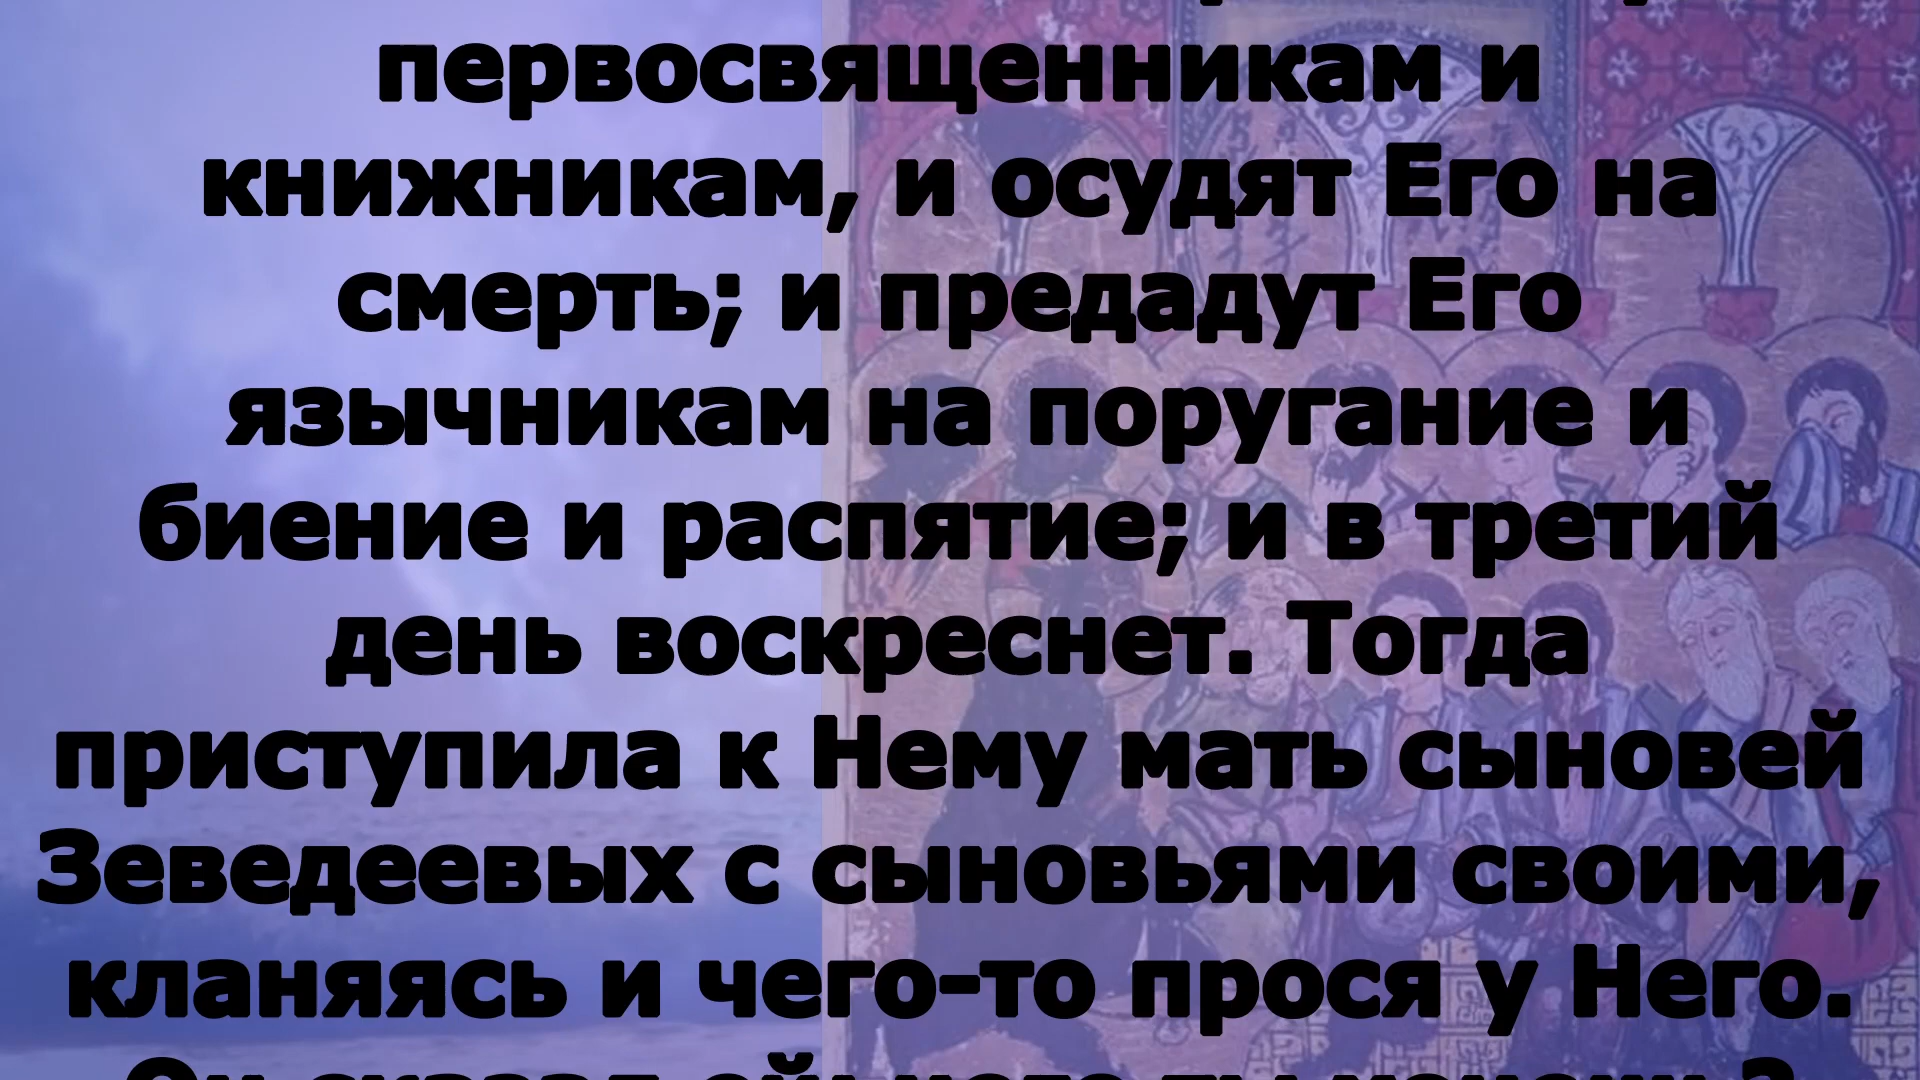 первосвященникам и
книжникам, и осудят Его на
смерть; и предадут Его
язычникам на поругание и
биение и распятие; и в третий
день воскреснет. Тогда
приступила к Нему мать сыновей
Зеведеевых с сыновьями своими,
кланяясь и чего-то прося у Него.